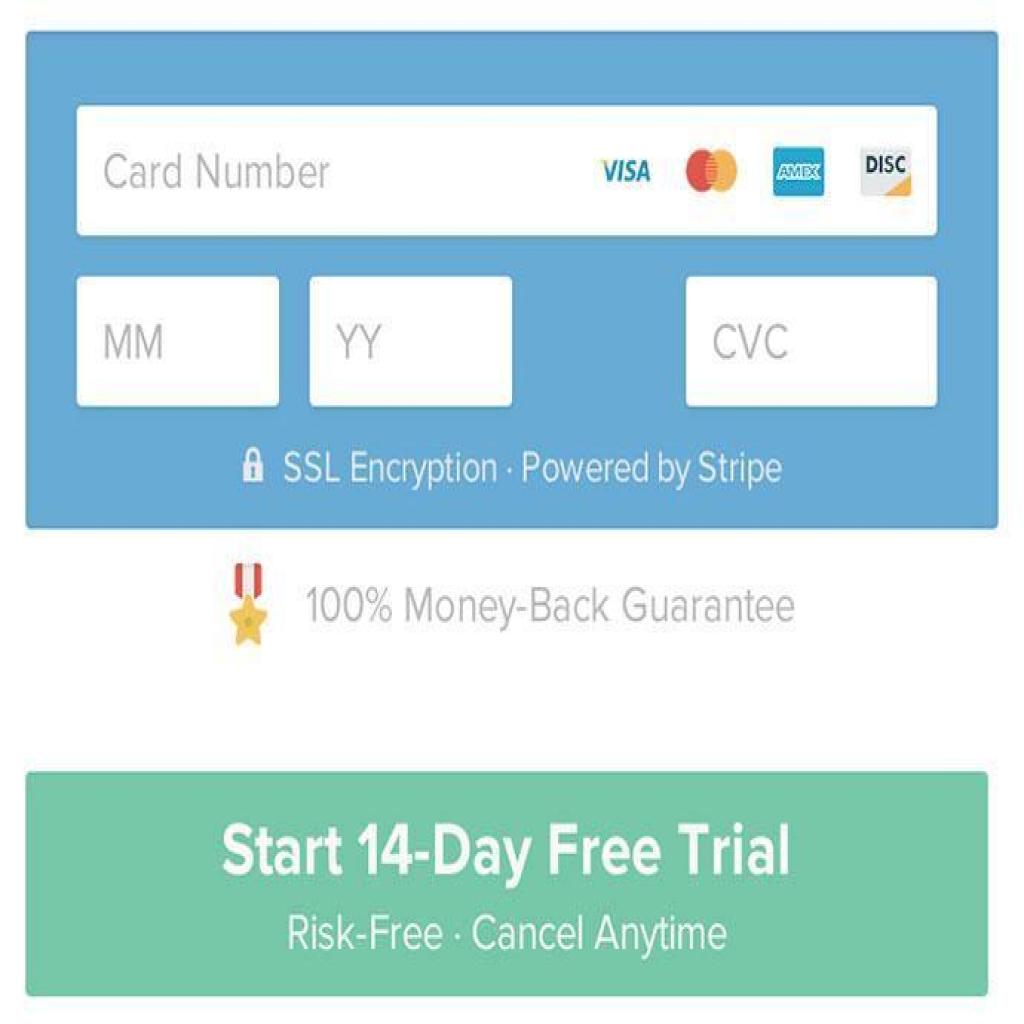 Card Number VISA AMEX DISC
MM YY CVC
SSL Encryption · Powered by Stripe
100% Money-Back Guarantee
Start 14-Day Free Trial
Risk-Free · Cancel Anytime